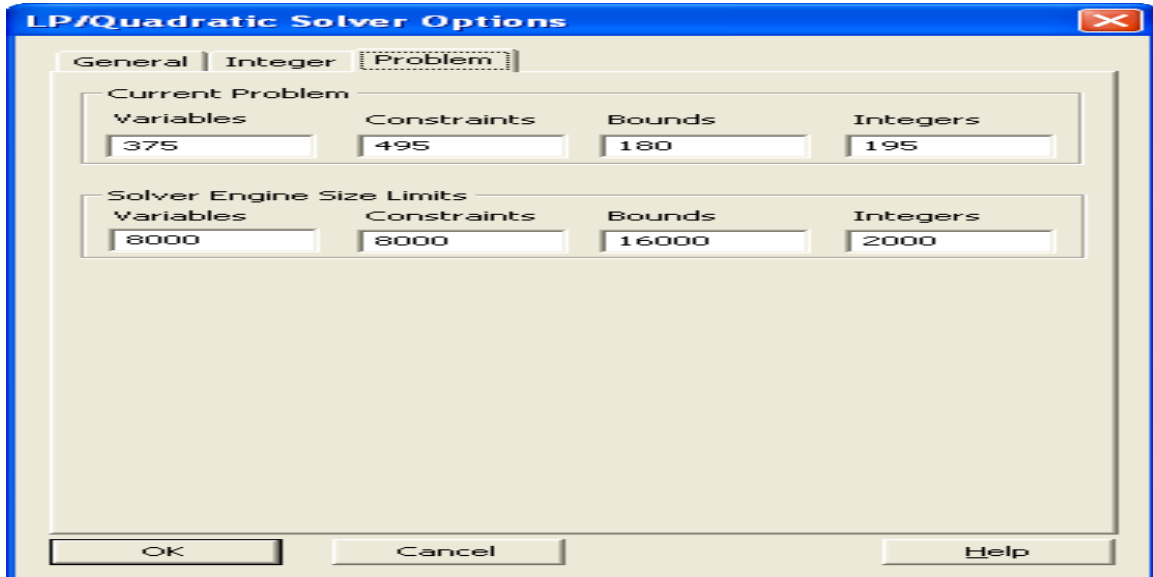 LP/Quadratic Solver Options
General Integer Problem
Current Problem
Variables Constraints Bounds Integers
375 495 180 195
Solver Engine Size Limits
Variables Constraints Bounds Integers
8000 8000 16000 2000
OK Cancel Help